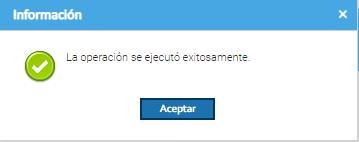 Información
La operación se ejecutó exitosamente.
Aceptar